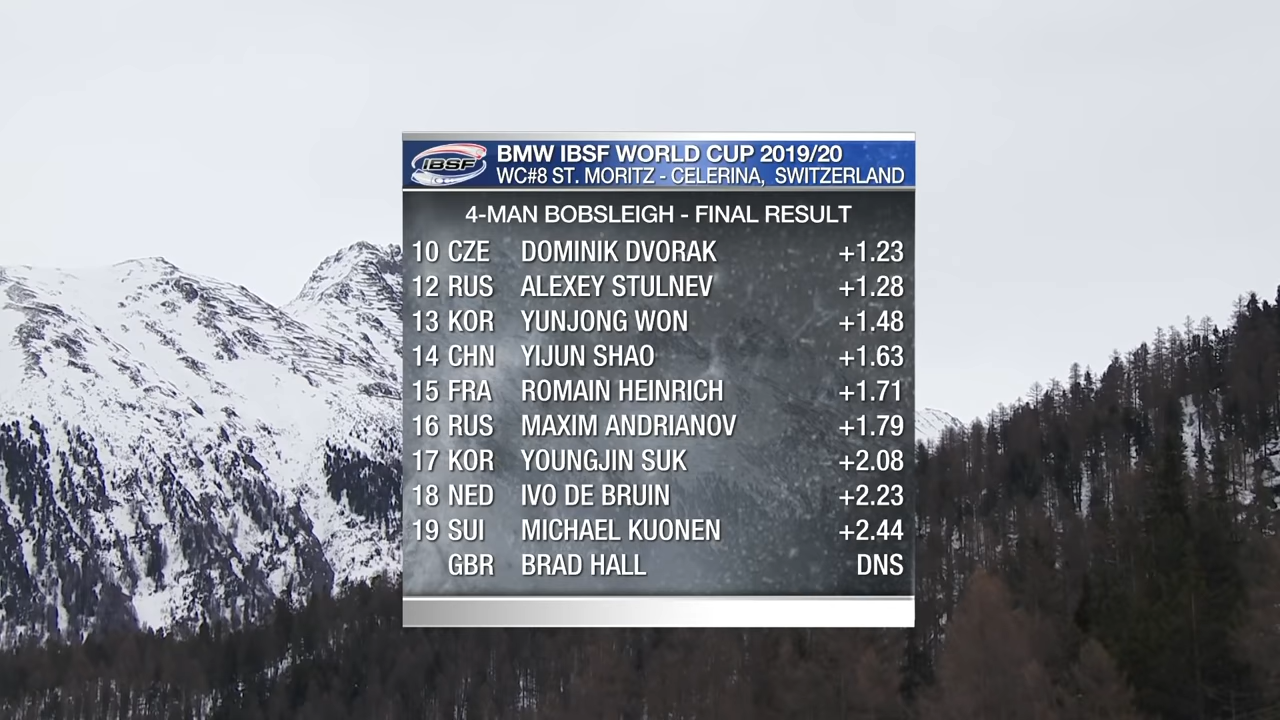 IBSF
BMW IBSF WORLD CUP 2019/20
WC#8 ST. MORITZ - CELERINA, SWITZERLAND
4-MAN BOBSLEIGH - FINAL RESULT
10 CZE DOMINIK DVORAK +1.23
12 RUS ALEXEY STULNEV +1.28
13 KOR YUNJONG WON +1.48
14 CHN YIJUN SHAO +1.63
15 FRA ROMAIN HEINRICH +1.71
16 RUS MAXIM ANDRIANOV +1.79
17 KOR YOUNGJIN SUK +2.08
18 NED IVO DE BRUIN +2.23
19 SUI MICHAEL KUONEN +2.44
GBR BRAD HALL DNS